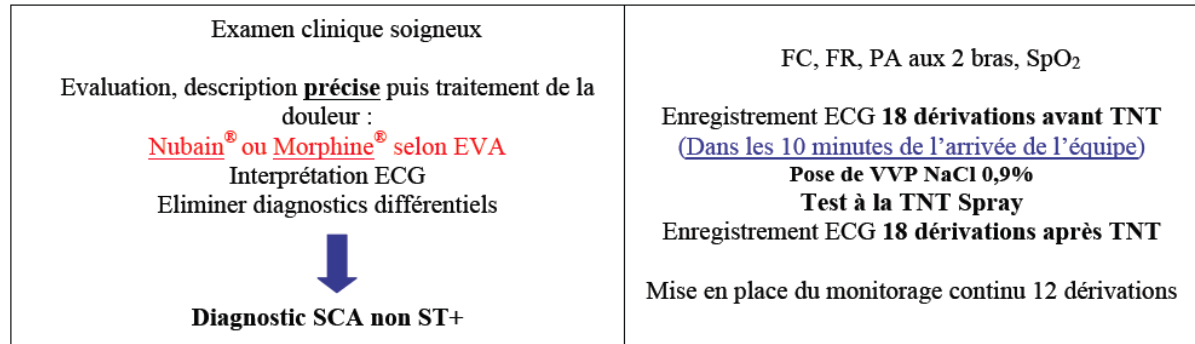 Examen clinique soigneux
Evaluation, description précise puis traitement de la
douleur :
Nubain® ou Morphine® selon EVA
Interprétation ECG
Eliminer diagnostics différentiels
Diagnostic SCA non ST+
FC, FR, PA aux 2 bras, SpO₂
Enregistrement ECG 18 dérivations avant TNT
(Dans les 10 minutes de l’arrivée de l’équipe)
Pose de VVP NaCl 0,9%
Test à la TNT Spray
Enregistrement ECG 18 dérivations après TNT
Mise en place du monitorage continu 12 dérivations